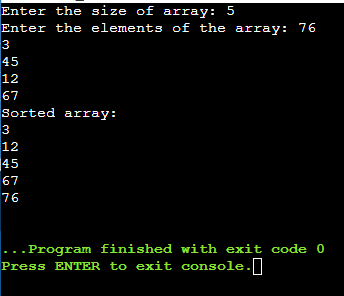 Enter the size of array: 5
Enter the elements of the array: 76
3
45
12
67
Sorted array:
3
12
45
67
76
...Program finished with exit code 0
Press ENTER to exit console.